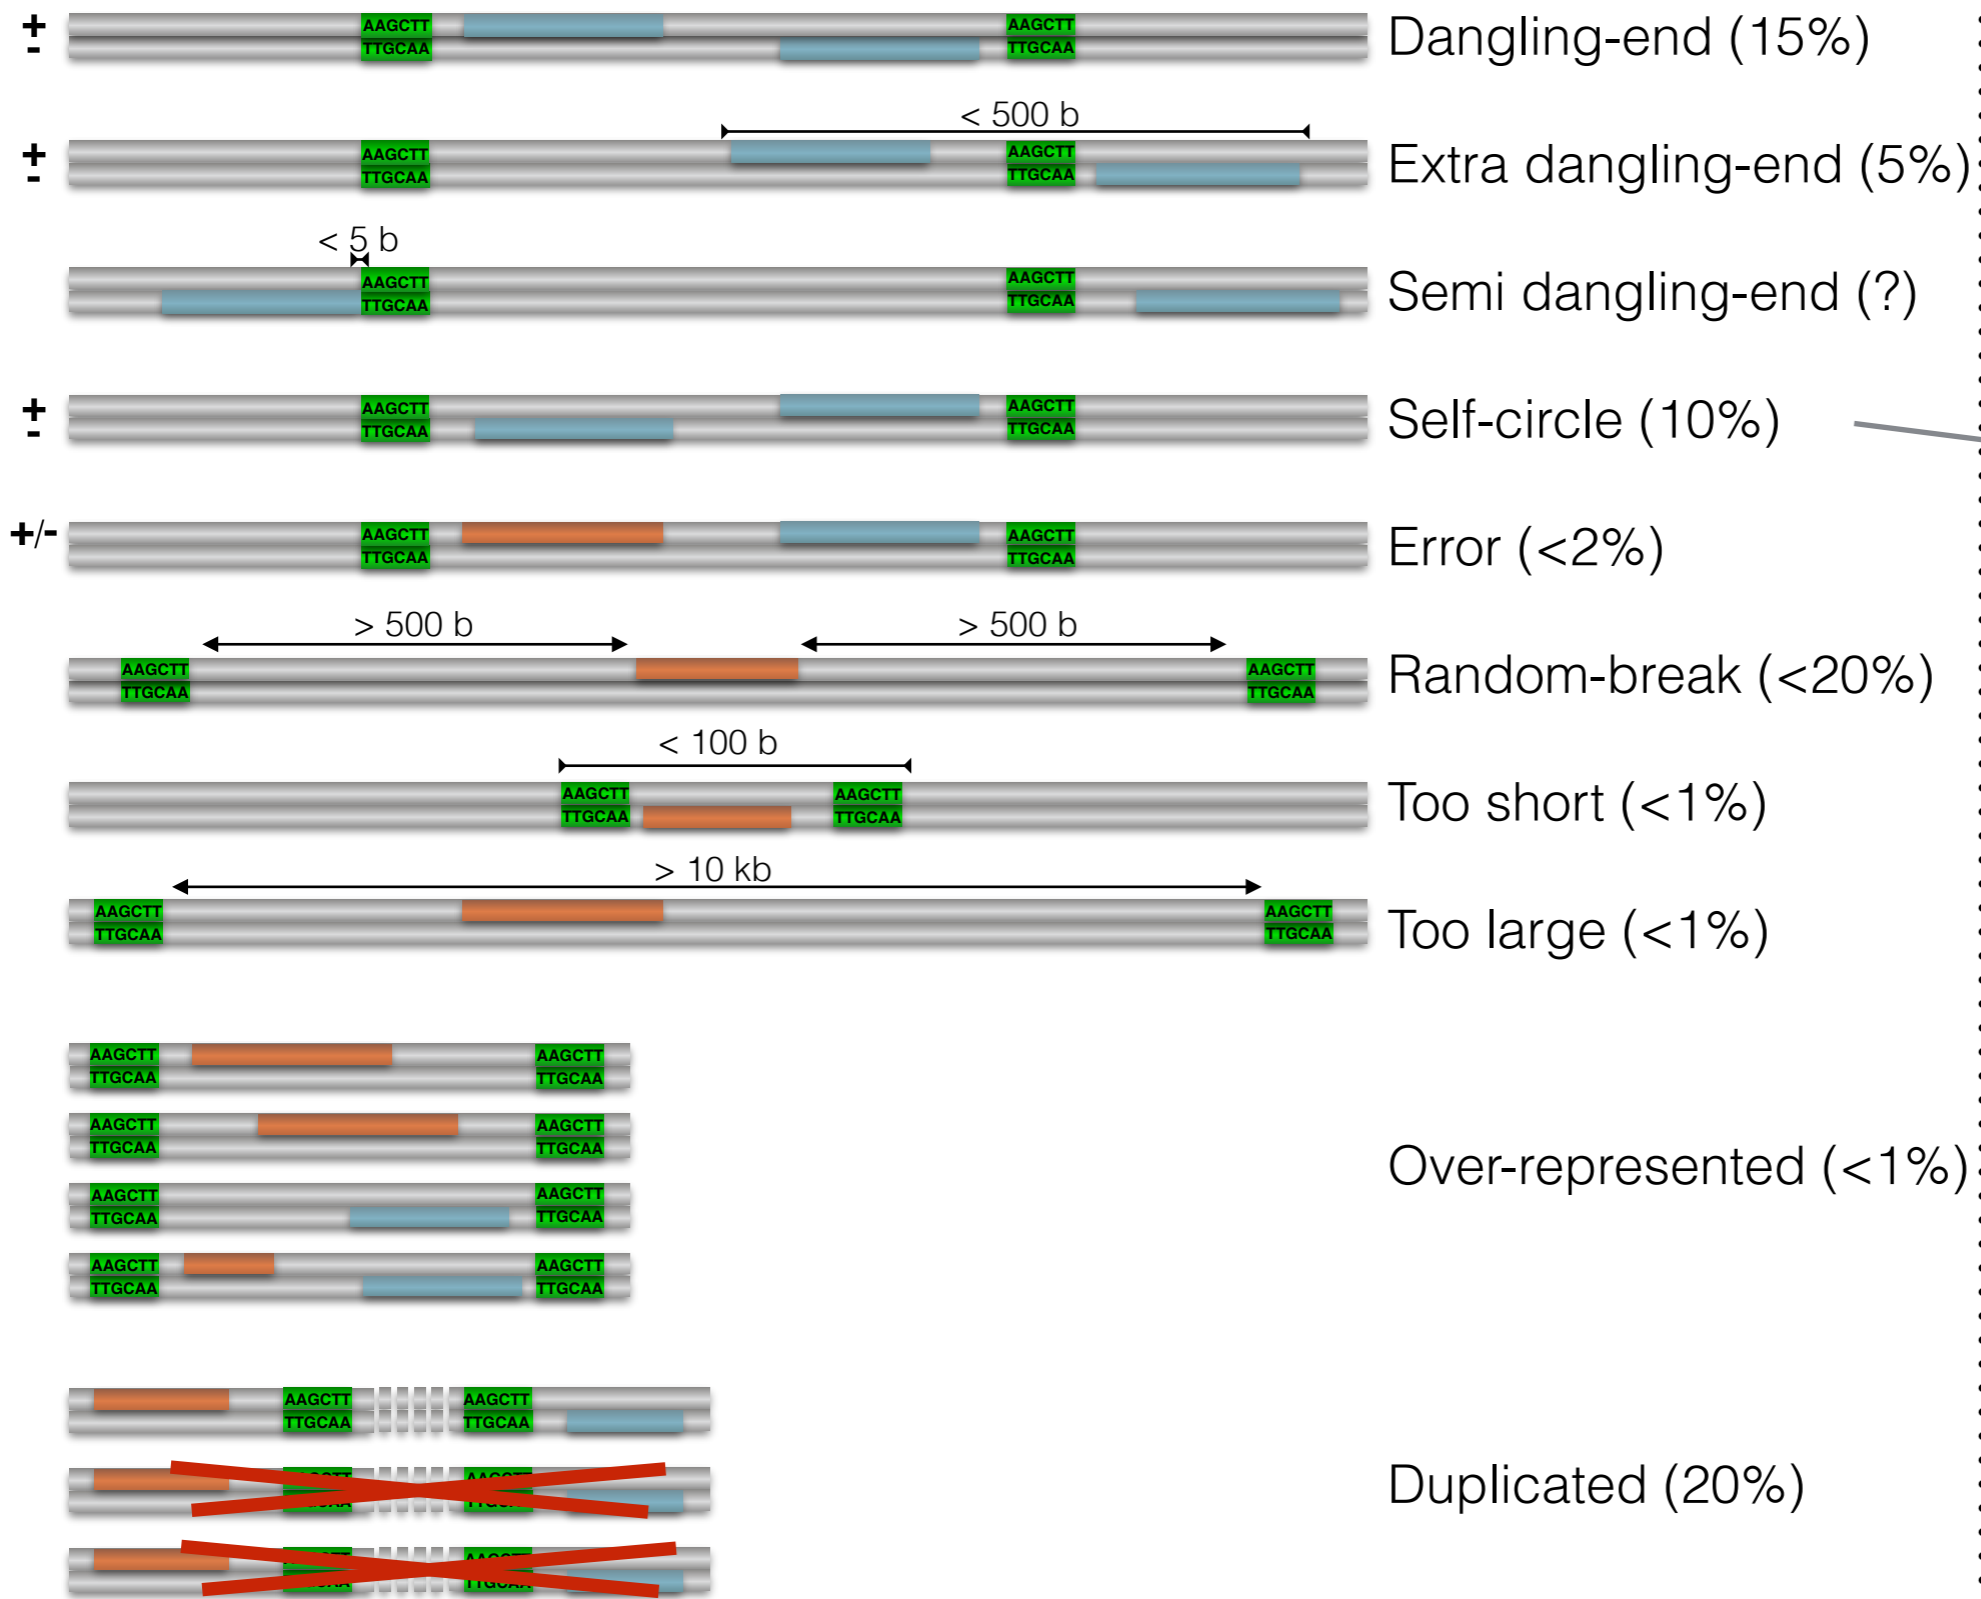 + AAGCTT AAGCTT Dangling-end (15%)
- TTGCAA TTGCAA
< 500 b
+ AAGCTT AAGCTT Extra dangling-end (5%)
- TTGCAA TTGCAA
< 5 b
AAGCTT AAGCTT Semi dangling-end (?)
TTGCAA TTGCAA
+ AAGCTT AAGCTT Self-circle (10%)
- TTGCAA TTGCAA
+/- AAGCTT AAGCTT Error (<2%)
TTGCAA TTGCAA
> 500 b > 500 b
AAGCTT AAGCTT Random-break (<20%)
TTGCAA TTGCAA
< 100 b
AAGCTT AAGCTT Too short (<1%)
TTGCAA TTGCAA
> 10 kb
AAGCTT AAGCTT Too large (<1%)
TTGCAA TTGCAA
AAGCTT AAGCTT
TTGCAA TTGCAA
AAGCTT AAGCTT
TTGCAA TTGCAA
Over-represented (<1%)
AAGCTT AAGCTT
TTGCAA TTGCAA
AAGCTT AAGCTT
TTGCAA TTGCAA
AAGCTT AAGCTT
TTGCAA TTGCAA
Duplicated (20%)